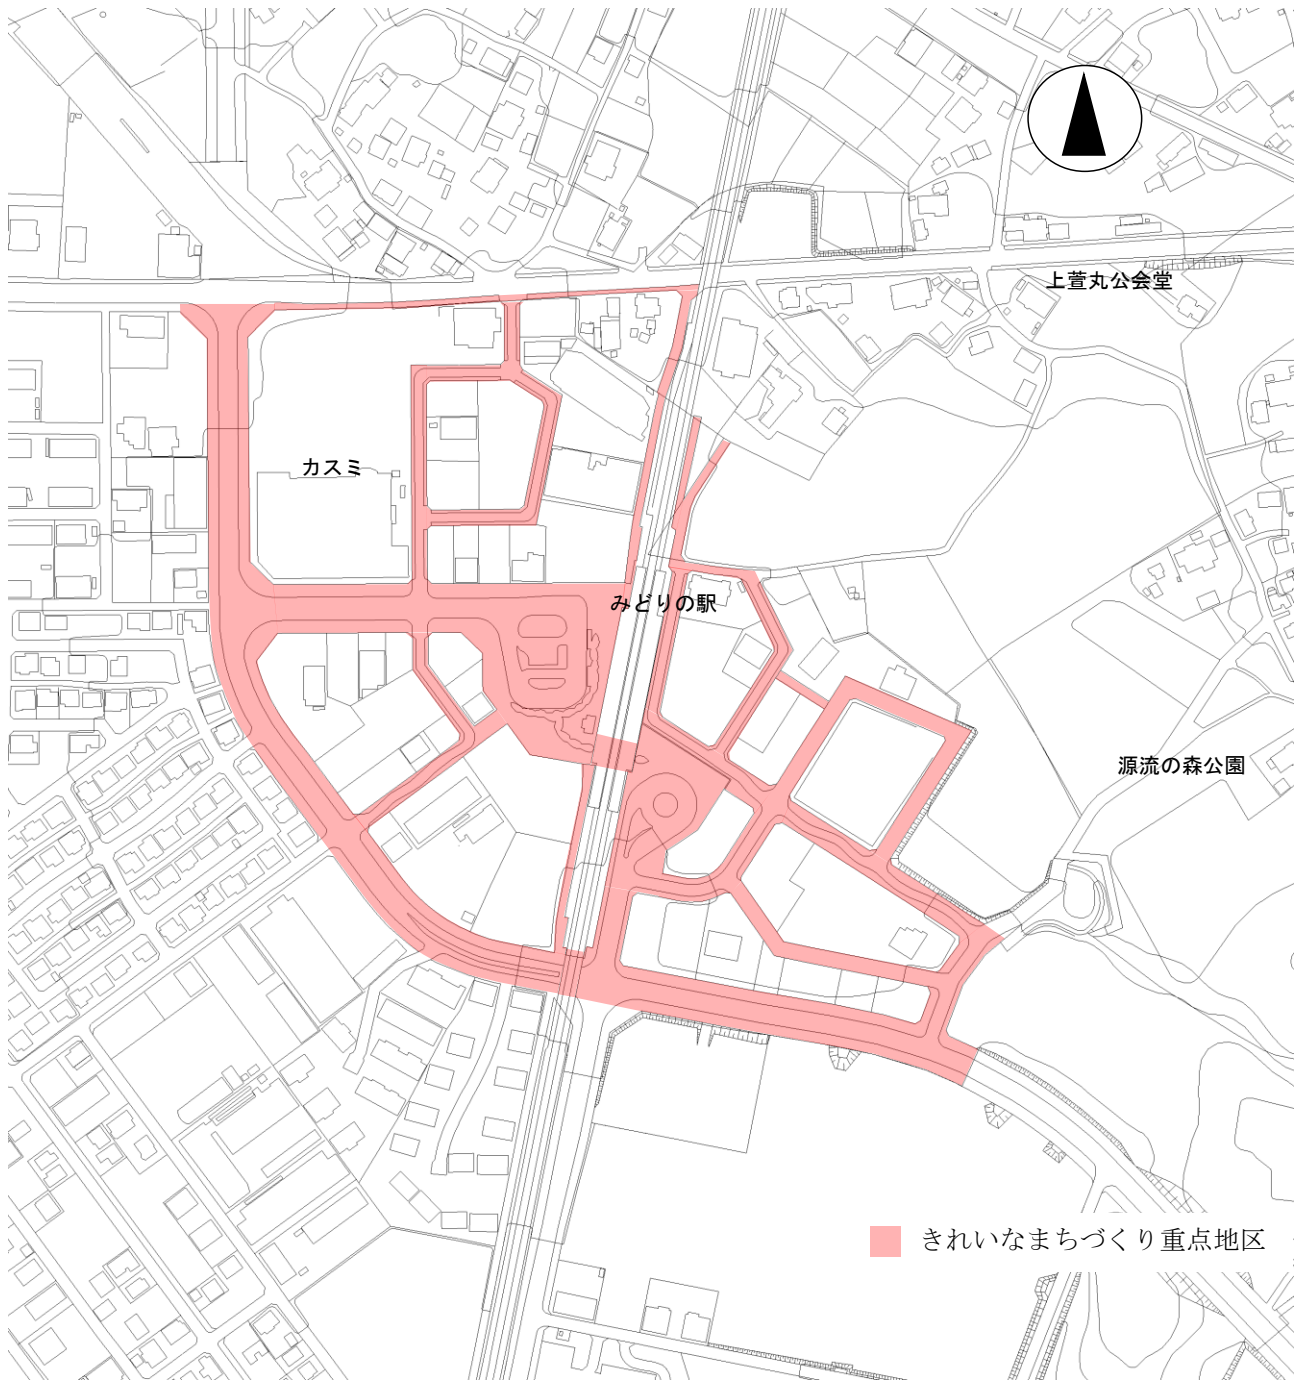 上萱丸公会堂
カスミ
みどりの駅
源流の森公園
きれいなまちづくり重点地区